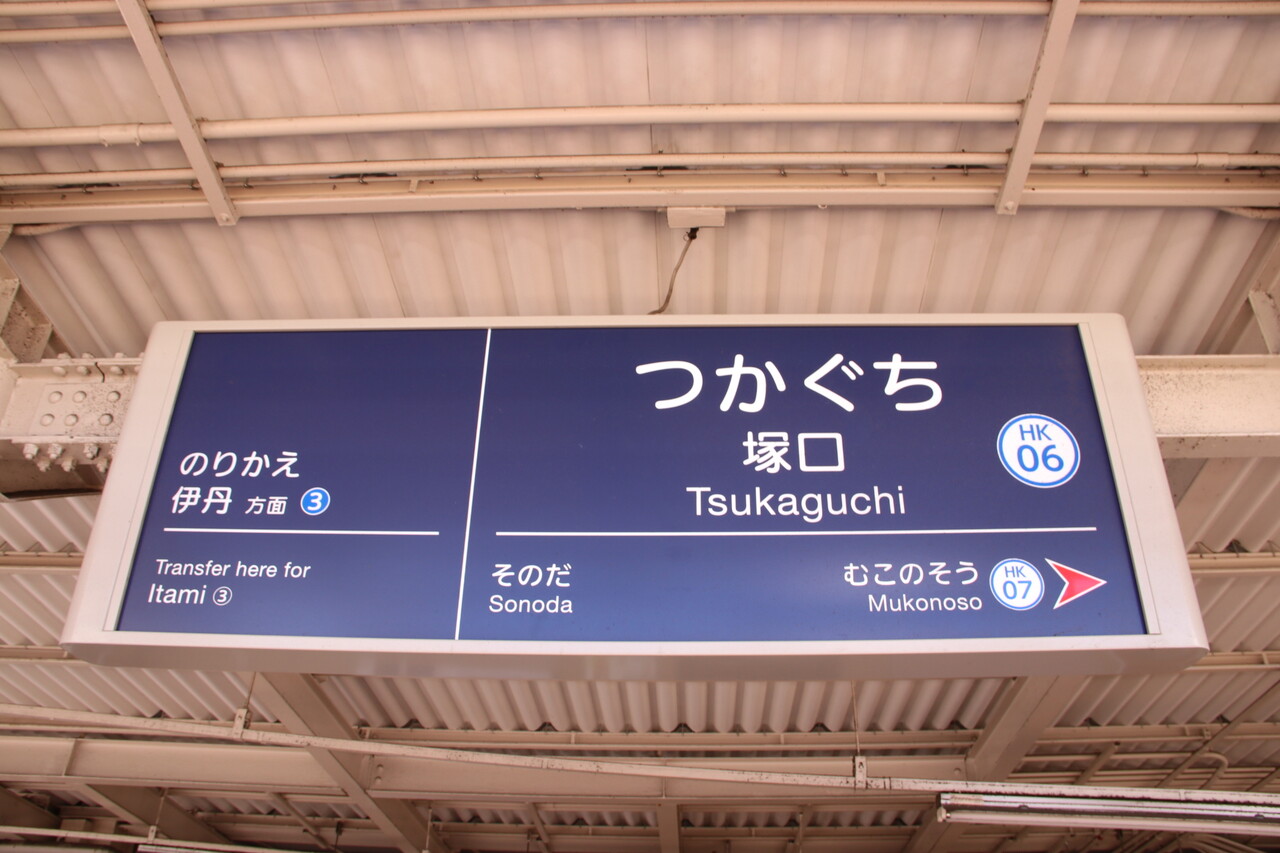 のりかえ
伊丹 方面 3
Transfer here for
Itami ③
つかぐち
塚口
Tsukaguchi
HK
06
そのだ
Sonoda
むこのそう
Mukonoso
HK
07